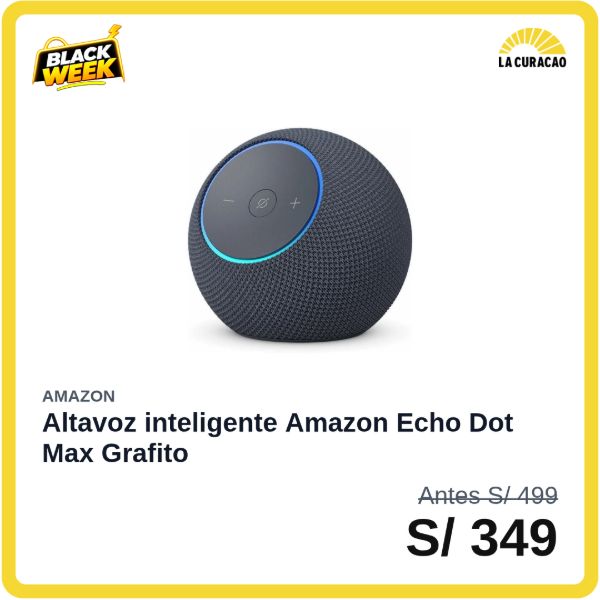 BLACK
WEEK
LA CURACAO
AMAZON
Altavoz inteligente Amazon Echo Dot
Max Grafito
Antes S/ 499
S/ 349